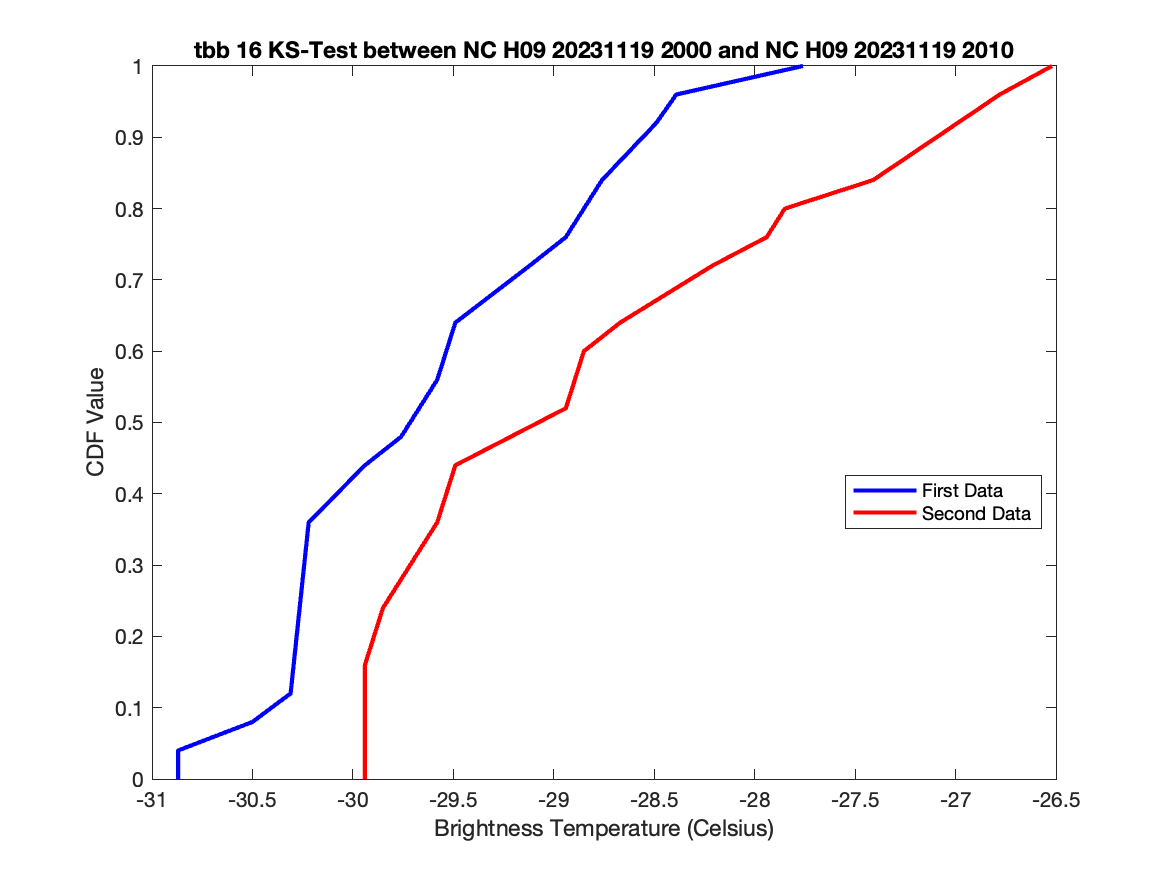 tbb 16 KS-Test between NC H09 20231119 2000 and NC H09 20231119 2010
1
0.9
0.8
0.7
0.6
0.5
0.4
0.3
0.2
0.1
0
CDF Value
First Data
Second Data
-31 -30.5 -30 -29.5 -29 -28.5 -28 -27.5 -27 -26.5
Brightness Temperature (Celsius)